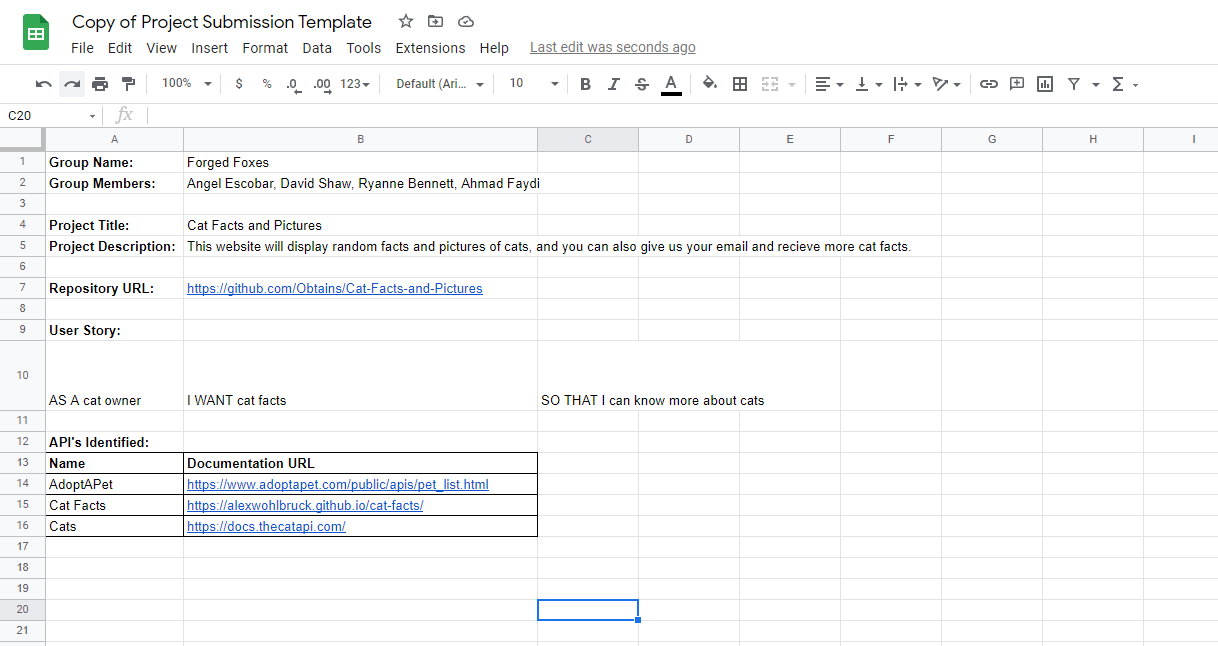 Copy of Project Submission Template
File Edit View Insert Format Data Tools Extensions Help Last edit was seconds ago
100% $ % .0 .00 123 Default (Ari... 10 B I S A
C20 fx
A B C D E F G H I
1 Group Name: Forged Foxes
2 Group Members: Angel Escobar, David Shaw, Ryanne Bennett, Ahmad Faydi
3
4 Project Title: Cat Facts and Pictures
5 Project Description: This website will display random facts and pictures of cats, and you can also give us your email and recieve more cat facts.
6
7 Repository URL: https://github.com/Obtains/Cat-Facts-and-Pictures
8
9 User Story:
10 AS A cat owner I WANT cat facts SO THAT I can know more about cats
11
12 API's Identified:
13 Name Documentation URL
14 AdoptAPet https://www.adoptapet.com/public/apis/pet_list.html
15 Cat Facts https://alexwohlbruck.github.io/cat-facts/
16 Cats https://docs.thecatapi.com/
17
18
19
20
21